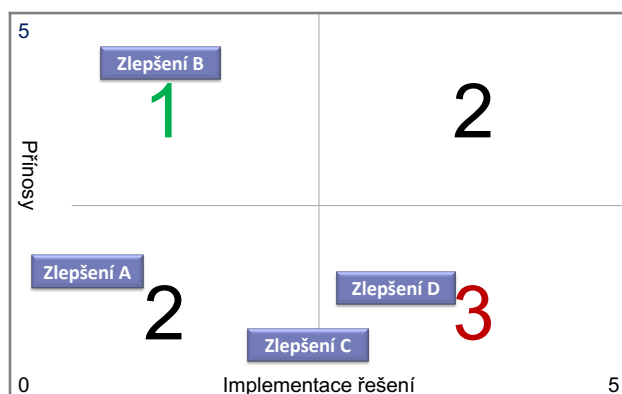 5
Zlepšení B
1
2
Přínosy
Zlepšení A
2
Zlepšení D
3
Zlepšení C
0
Implementace řešení
5